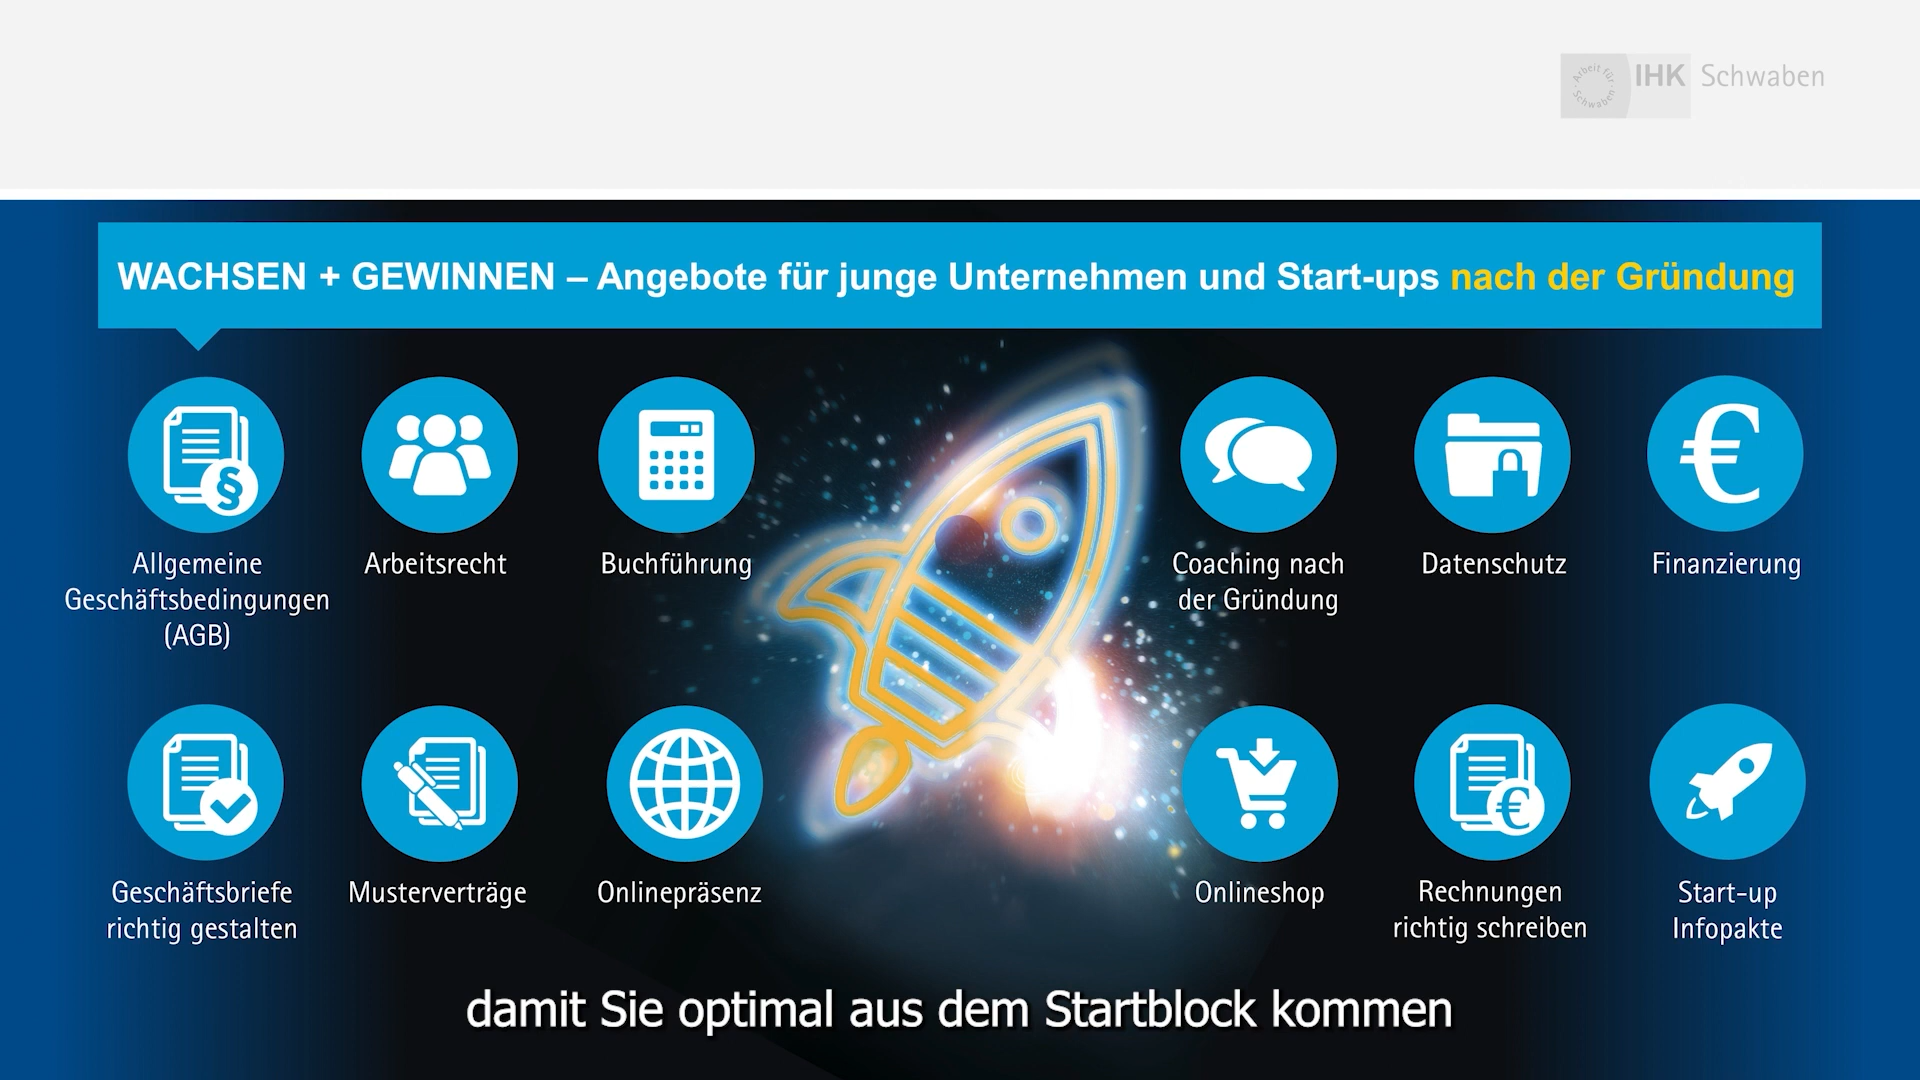 Arbeit für Schwaben
IHK Schwaben
WACHSEN + GEWINNEN – Angebote für junge Unternehmen und Start-ups nach der Gründung
§
€
Allgemeine
Geschäftsbedingungen
(AGB)
Arbeitsrecht
Buchführung
Coaching nach
der Gründung
Datenschutz
Finanzierung
€
Geschäftsbriefe
richtig gestalten
Musterverträge
Onlinepräsenz
Onlineshop
Rechnungen
richtig schreiben
Start-up
Infopakte
damit Sie optimal aus dem Startblock kommen